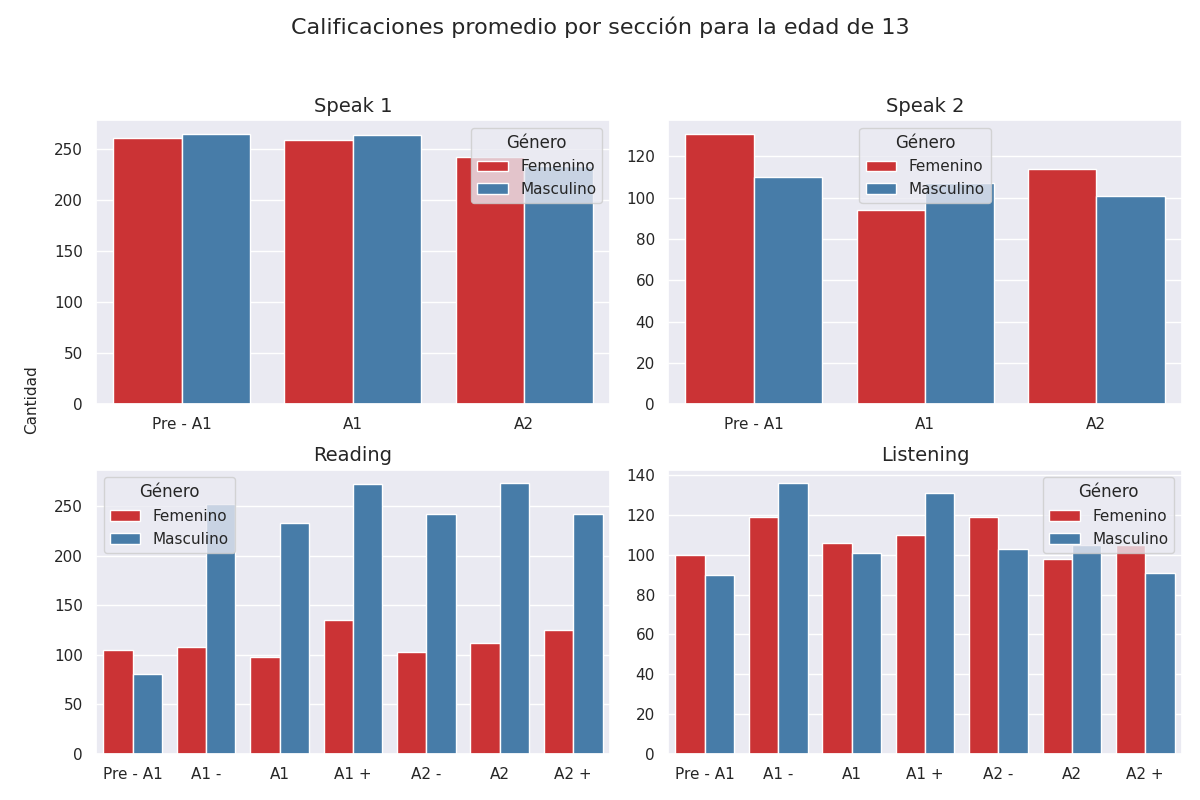 Calificaciones promedio por sección para la edad de 13
Cantidad
Speak 1
Género
Femenino
Masculino
250
200
150
100
50
0
Pre - A1 A1 A2
Speak 2
Género
Femenino
Masculino
120
100
80
60
40
20
0
Pre - A1 A1 A2
Reading
Género
Femenino
Masculino
250
200
150
100
50
0
Pre - A1 A1 - A1 A1 + A2 - A2 A2 +
Listening
Género
Femenino
Masculino
140
120
100
80
60
40
20
0
Pre - A1 A1 - A1 A1 + A2 - A2 A2 +